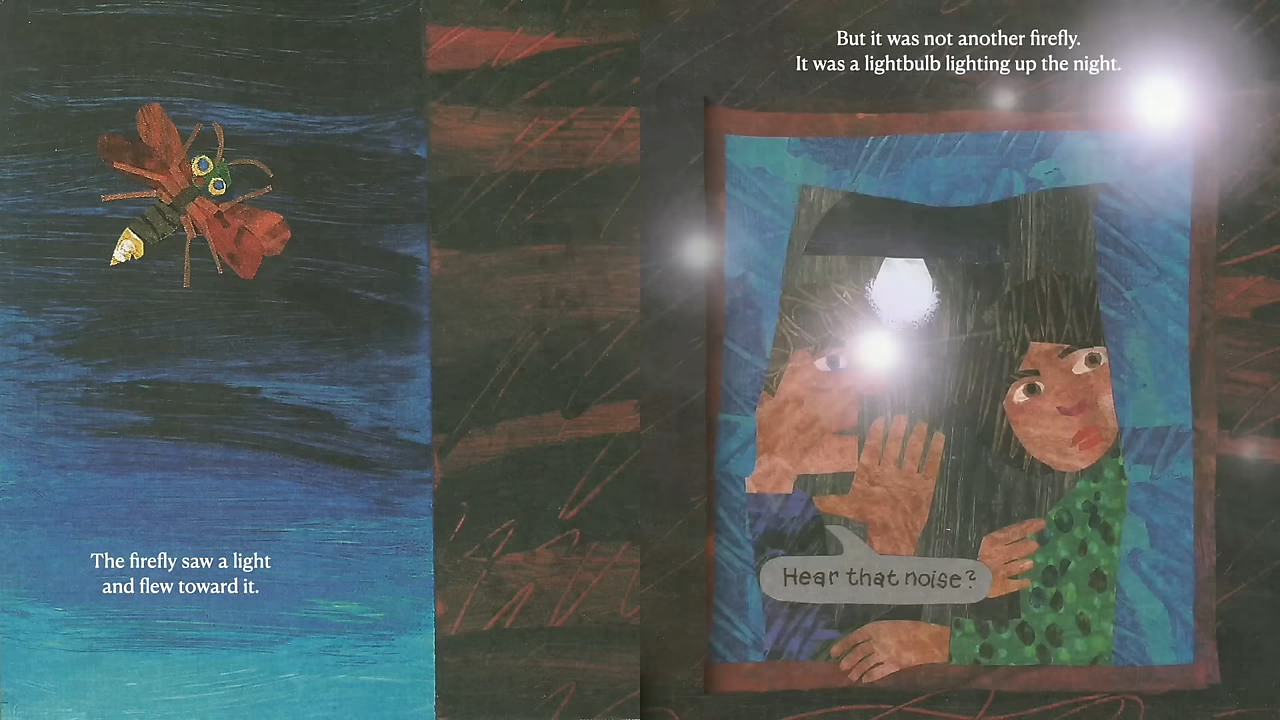 The firefly saw a light
and flew toward it.
But it was not another firefly.
It was a lightbulb lighting up the night.
Hear that noise?